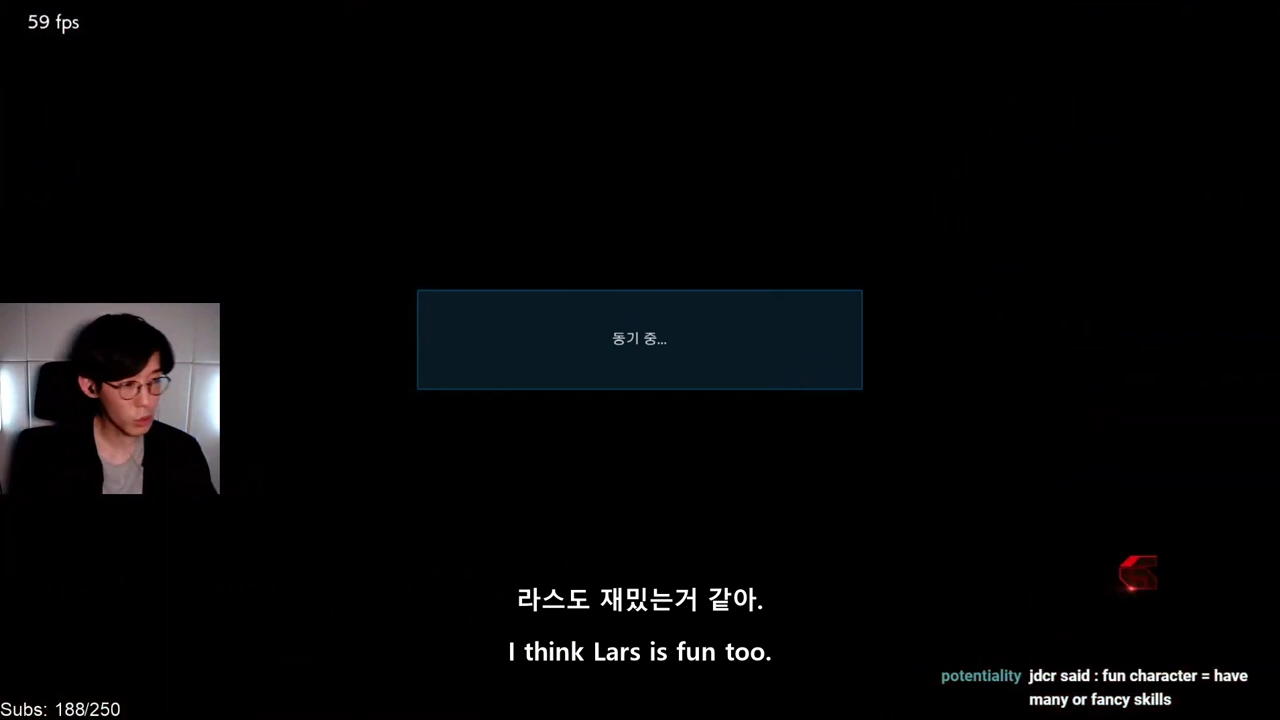 59 fps
동기 중...
라스도 재밌는거 같아.
I think Lars is fun too.
potentiality jdcr said : fun character = have
many or fancy skills
Subs: 188/250